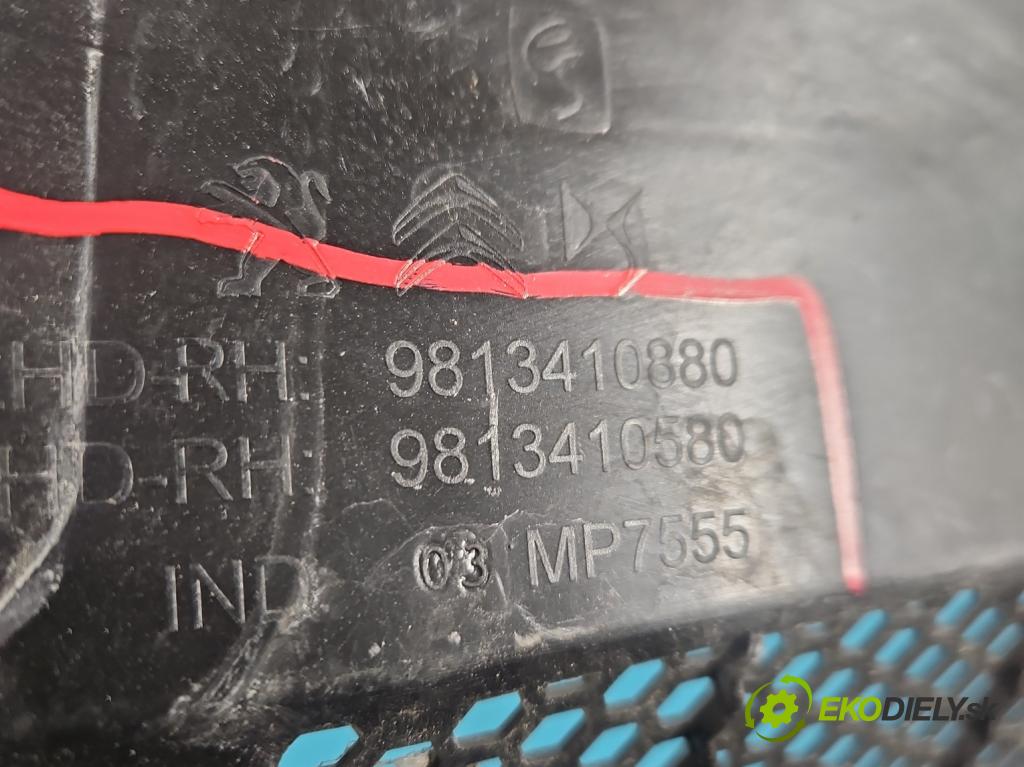 HD-RH: 9813410880
HD-RH: 9813410580
IND 03 MP7555
EKODIELY.sk